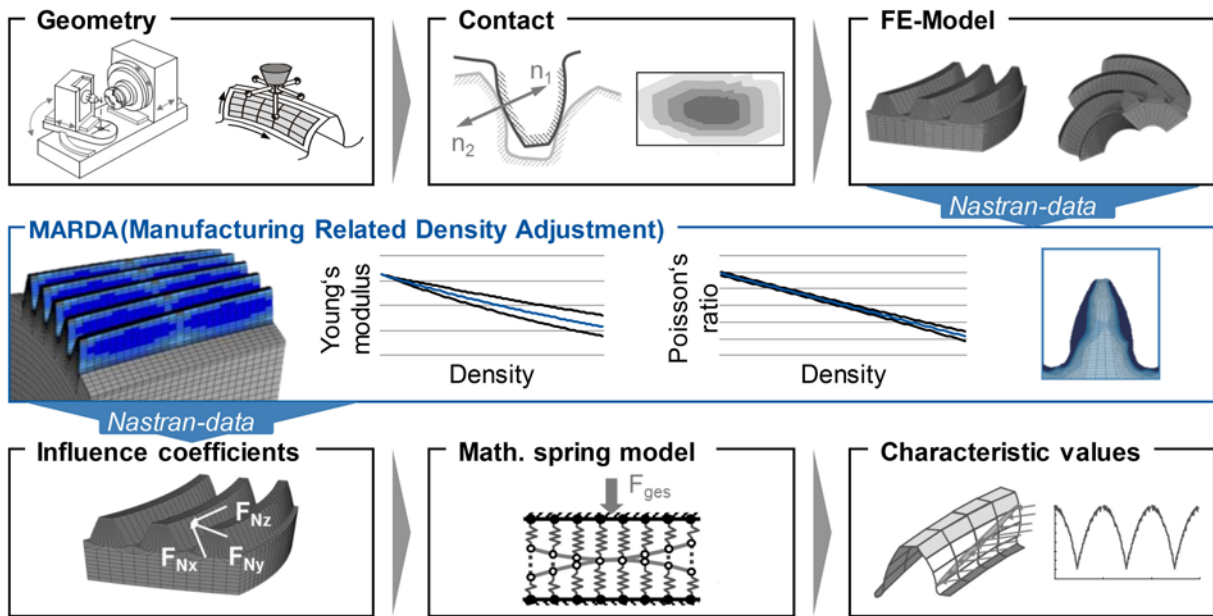 Geometry
Contact
n1
n2
FE-Model
Nastran-data
MARDA(Manufacturing Related Density Adjustment)
Young's
modulus
Density
Poisson's
ratio
Density
Nastran-data
Influence coefficients
FNz
FNx
FNy
Math. spring model
Fges
Characteristic values